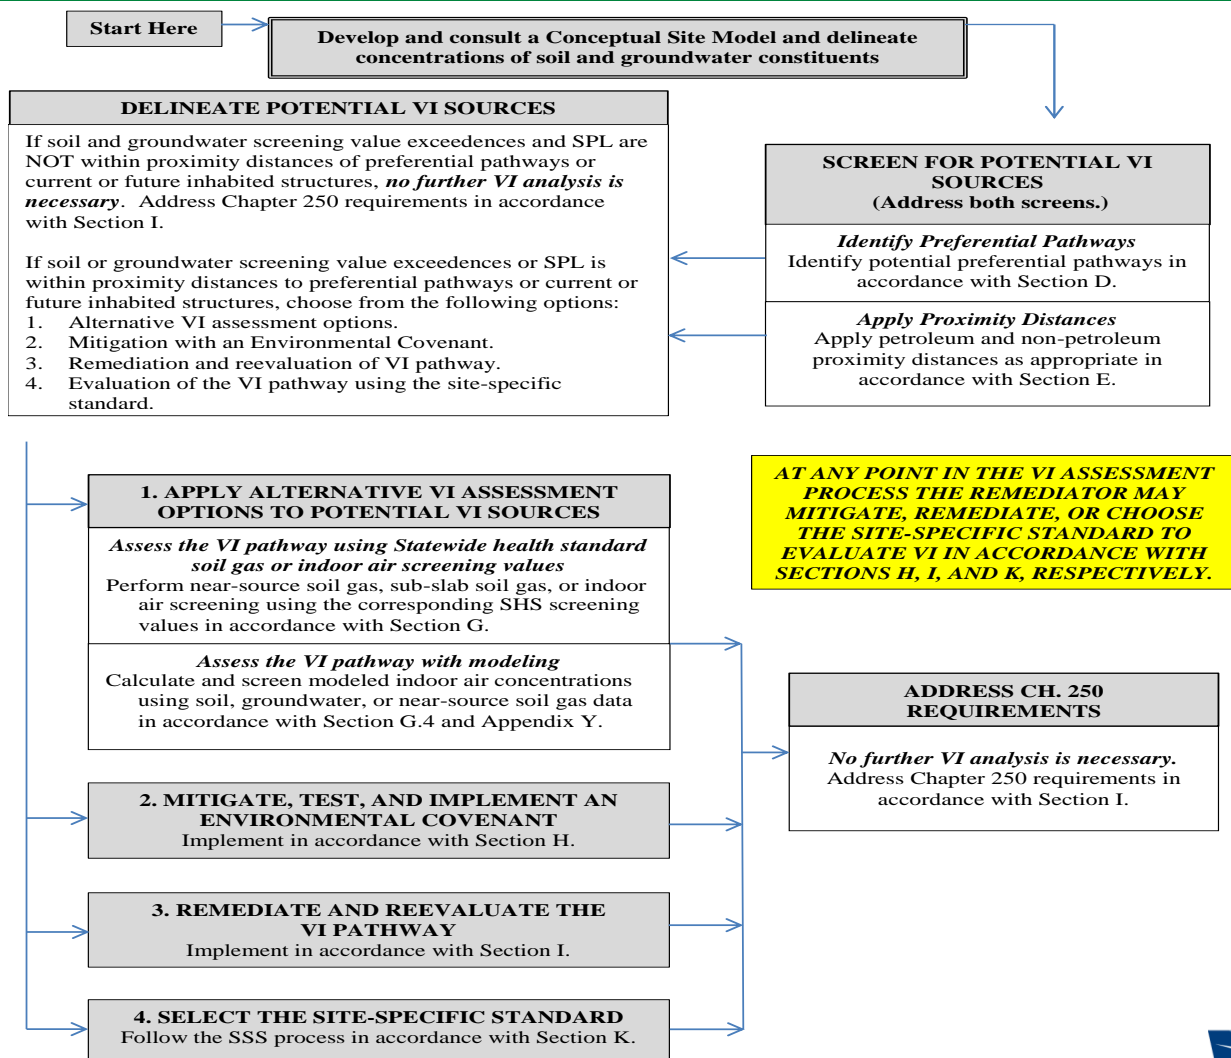 Start Here
Develop and consult a Conceptual Site Model and delineate
concentrations of soil and groundwater constituents
DELINEATE POTENTIAL VI SOURCES
If soil and groundwater screening value exceedences and SPL are
NOT within proximity distances of preferential pathways or
current or future inhabited structures, no further VI analysis is
necessary. Address Chapter 250 requirements in accordance
with Section I.
If soil or groundwater screening value exceedences or SPL is
within proximity distances to preferential pathways or current or
future inhabited structures, choose from the following options:
1. Alternative VI assessment options.
2. Mitigation with an Environmental Covenant.
3. Remediation and reevaluation of VI pathway.
4. Evaluation of the VI pathway using the site-specific
standard.
SCREEN FOR POTENTIAL VI
SOURCES
(Address both screens.)
Identify Preferential Pathways
Identify potential preferential pathways in
accordance with Section D.
Apply Proximity Distances
Apply petroleum and non-petroleum
proximity distances as appropriate in
accordance with Section E.
1. APPLY ALTERNATIVE VI ASSESSMENT
OPTIONS TO POTENTIAL VI SOURCES
Assess the VI pathway using Statewide health standard
soil gas or indoor air screening values
Perform near-source soil gas, sub-slab soil gas, or indoor
air screening using the corresponding SHS screening
values in accordance with Section G.
Assess the VI pathway with modeling
Calculate and screen modeled indoor air concentrations
using soil, groundwater, or near-source soil gas data
in accordance with Section G.4 and Appendix Y.
AT ANY POINT IN THE VI ASSESSMENT
PROCESS THE REMEDIATOR MAY
MITIGATE, REMEDIATE, OR CHOOSE
THE SITE-SPECIFIC STANDARD TO
EVALUATE VI IN ACCORDANCE WITH
SECTIONS H, I, AND K, RESPECTIVELY.
2. MITIGATE, TEST, AND IMPLEMENT AN
ENVIRONMENTAL COVENANT
Implement in accordance with Section H.
3. REMEDIATE AND REEVALUATE THE
VI PATHWAY
Implement in accordance with Section I.
4. SELECT THE SITE-SPECIFIC STANDARD
Follow the SSS process in accordance with Section K.
ADDRESS CH. 250
REQUIREMENTS
No further VI analysis is necessary.
Address Chapter 250 requirements in
accordance with Section I.